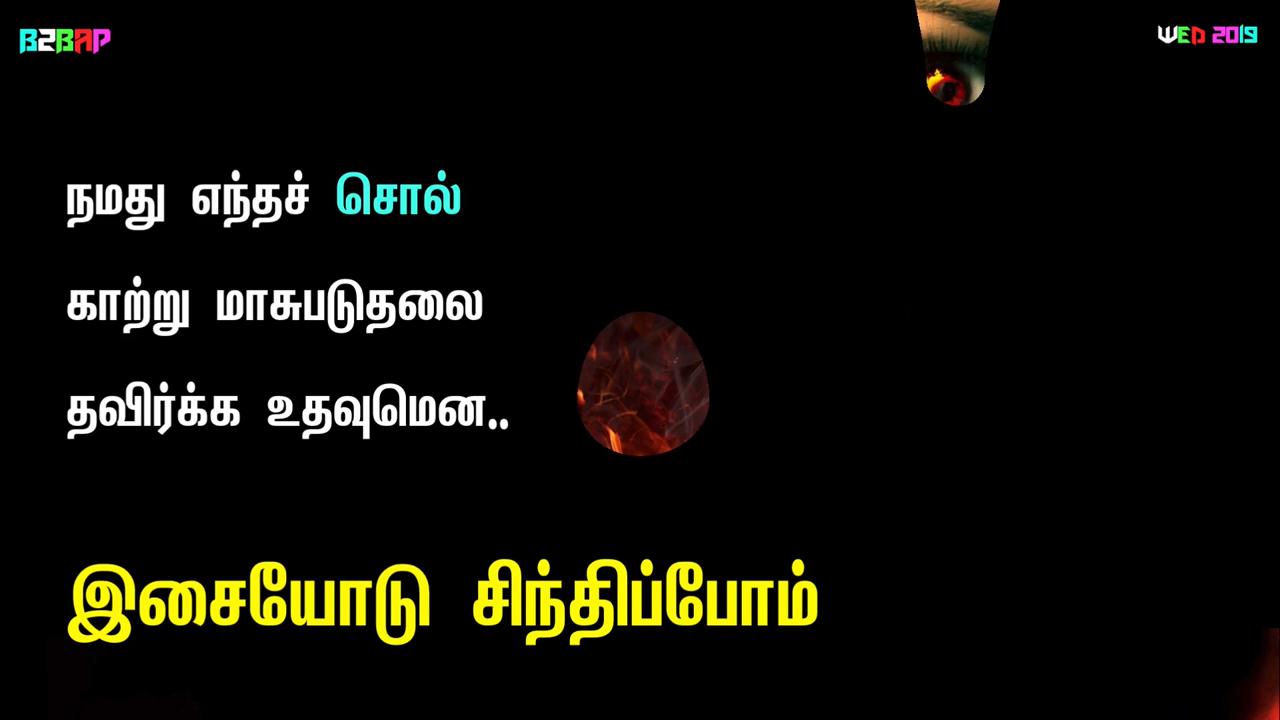 B2BAP
WED 2019
நமது எந்தச் சொல்
காற்று மாசுபடுதலை
தவிர்க்க உதவுமென..
இசையோடு சிந்திப்போம்